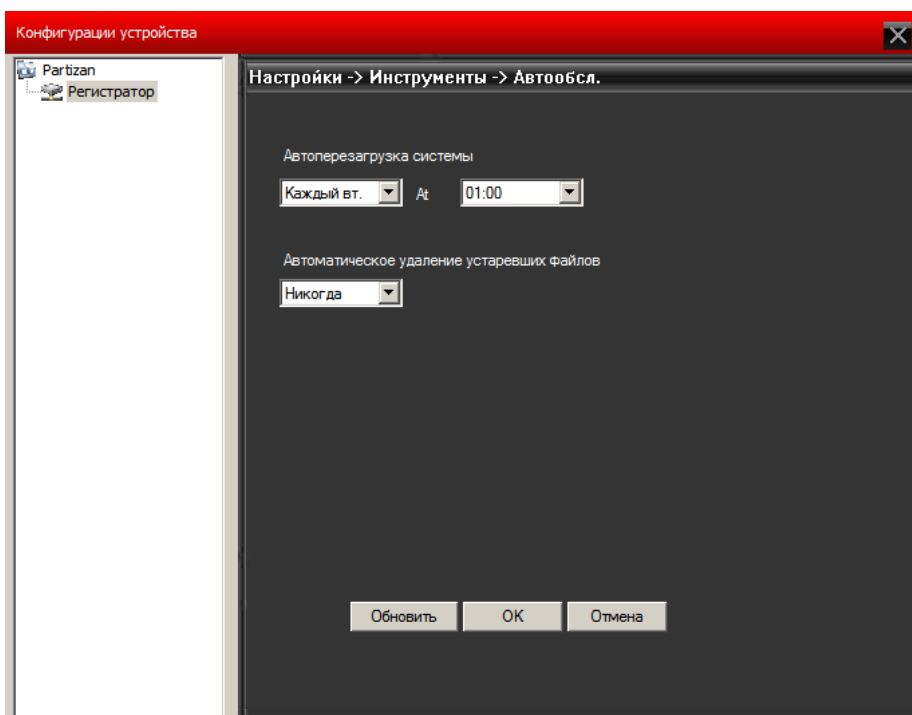 Конфигурации устройства
Partizan
Регистратор
Настройки -> Инструменты -> Автообсл.
Автоперезагрузка системы
Каждый вт. At 01:00
Автоматическое удаление устаревших файлов
Никогда
Обновить OK Отмена